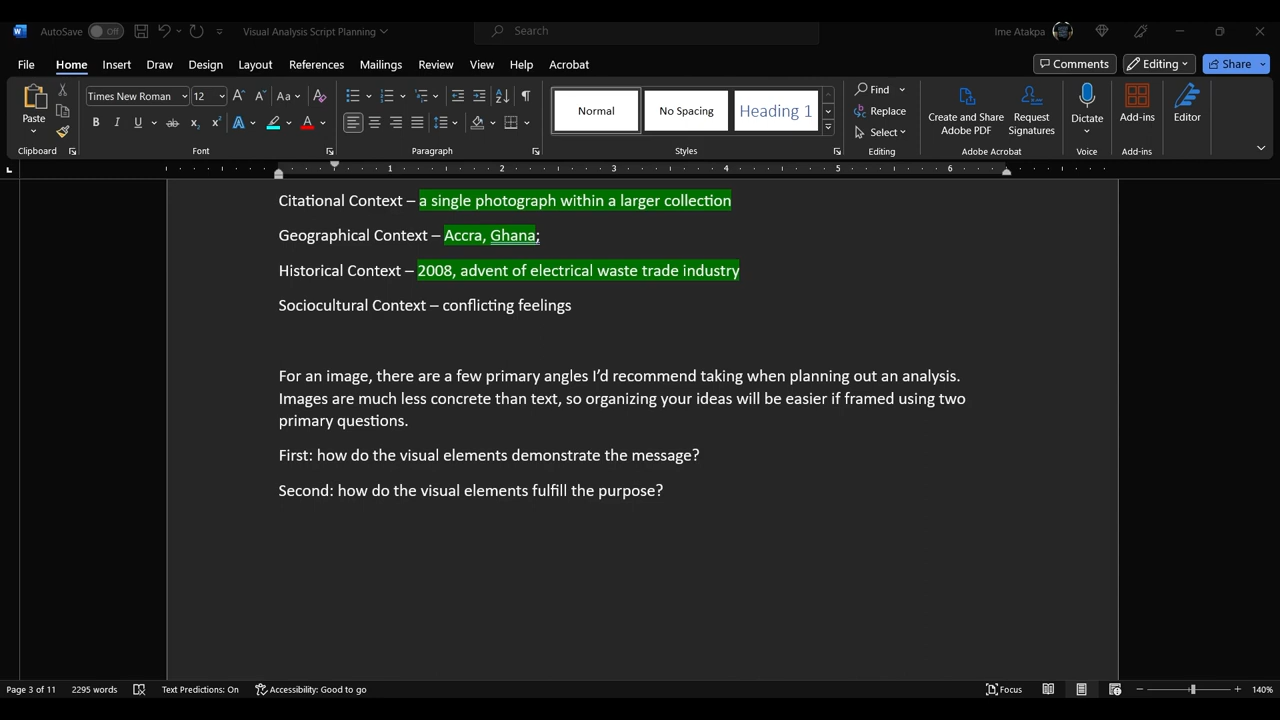 AutoSave Off Visual Analysis Script Planning Search Ime Atakpa
File Home Insert Draw Design Layout References Mailings Review View Help Acrobat Comments Editing Share
Paste Times New Roman 12 Aa Normal No Spacing Heading 1 Find Replace Select Create and Share Adobe PDF Request Signatures Dictate Add-ins Editor
Clipboard Font Paragraph Styles Editing Adobe Acrobat Voice Add-ins
1 2 3 4 5 6
Citational Context – a single photograph within a larger collection
Geographical Context – Accra, Ghana;
Historical Context – 2008, advent of electrical waste trade industry
Sociocultural Context – conflicting feelings
For an image, there are a few primary angles I’d recommend taking when planning out an analysis.
Images are much less concrete than text, so organizing your ideas will be easier if framed using two
primary questions.
First: how do the visual elements demonstrate the message?
Second: how do the visual elements fulfill the purpose?
Page 3 of 11 2295 words Text Predictions: On Accessibility: Good to go Focus 140%